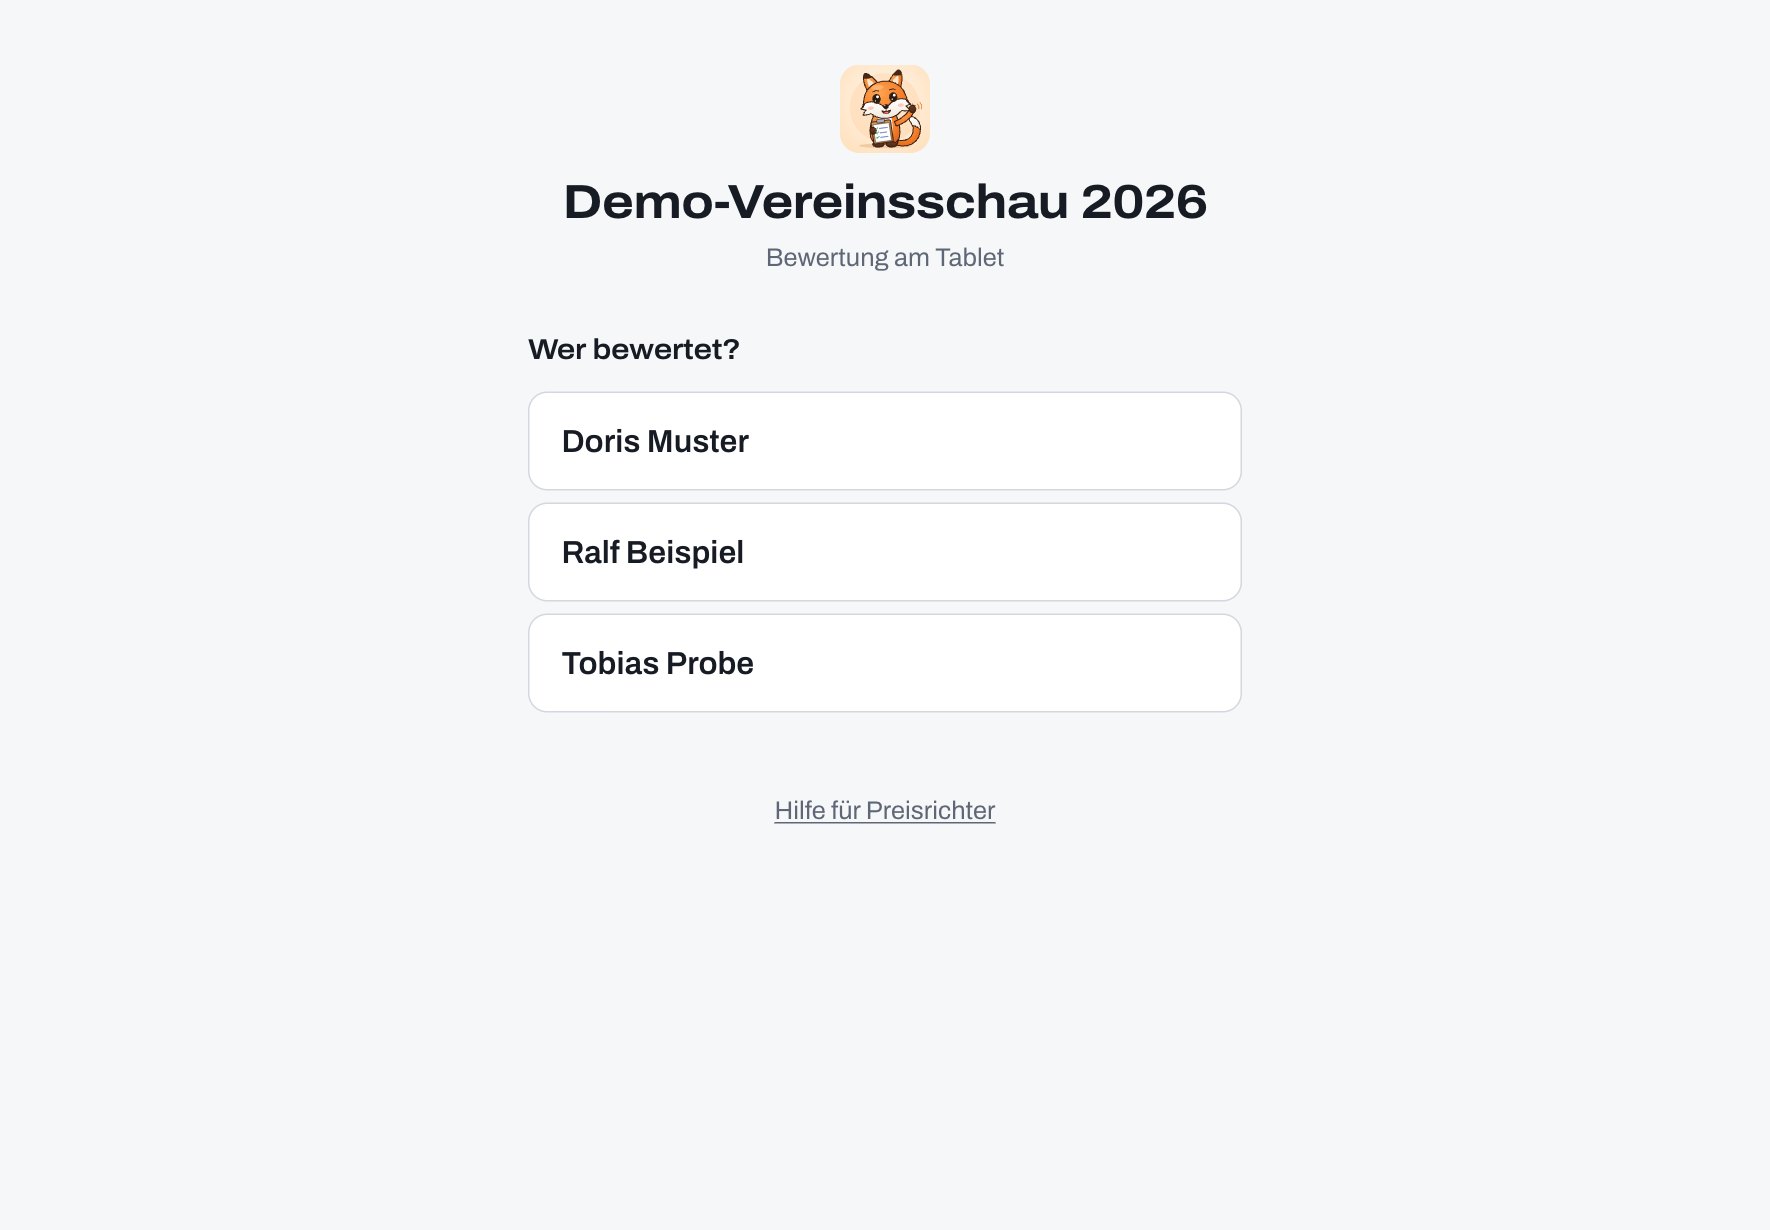 Demo-Vereinsschau 2026
Bewertung am Tablet
Wer bewertet?
Doris Muster
Ralf Beispiel
Tobias Probe
Hilfe für Preisrichter